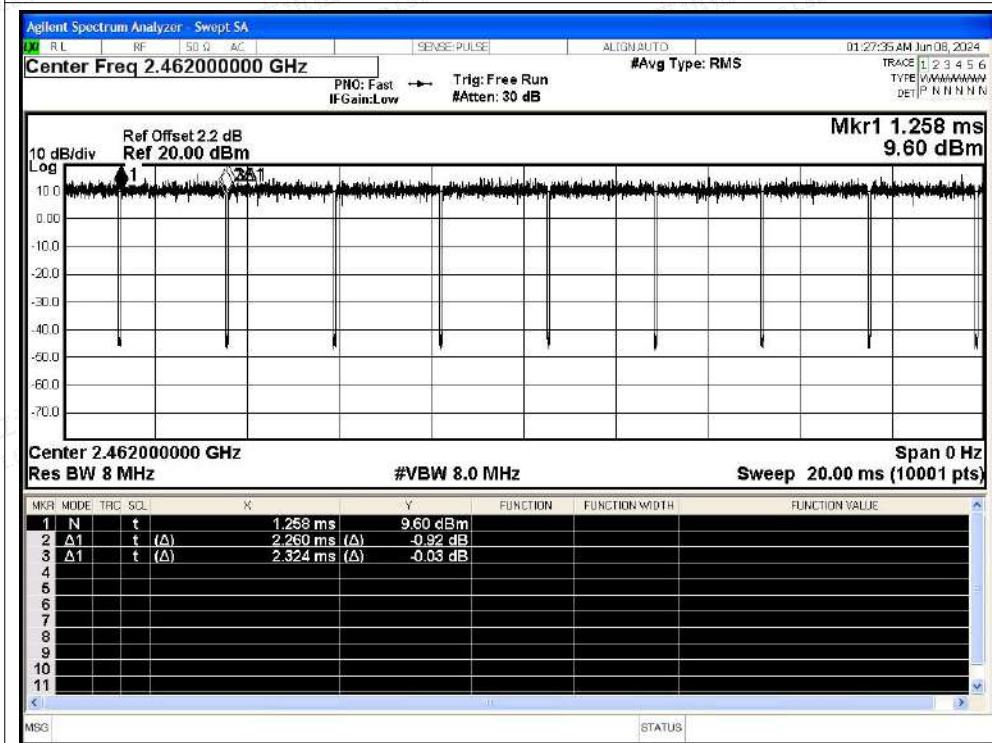 Agilent Spectrum Analyzer - Swept SA
LXI RL RF 50 Ω AC SENSE:PULSE ALIGN AUTO 01:27:35 AM Jun 08, 2024
Center Freq 2.462000000 GHz #Avg Type: RMS TRACE 1 2 3 4 5 6
PNO: Fast Trig: Free Run TYPE
IFGain:Low #Atten: 30 dB DET P N N N N N
Mkr1 1.258 ms
Ref Offset 2.2 dB
10 dB/div Ref 20.00 dBm 9.60 dBm
Log
1 3Δ1
10.0
0.00
-10.0
-20.0
-30.0
-40.0
-50.0
-60.0
-70.0
Center 2.462000000 GHz Span 0 Hz
Res BW 8 MHz #VBW 8.0 MHz Sweep 20.00 ms (10001 pts)
MKR MODE TRC SCL X Y FUNCTION FUNCTION WIDTH FUNCTION VALUE
1 N t 1.258 ms 9.60 dBm
2 Δ1 t (Δ) 2.260 ms (Δ) -0.92 dB
3 Δ1 t (Δ) 2.324 ms (Δ) -0.03 dB
4
5
6
7
8
9
10
11
MSG STATUS